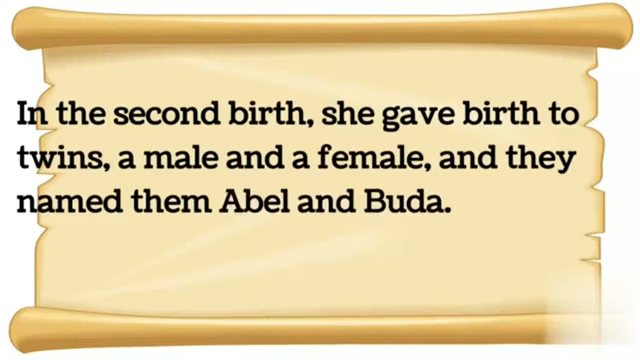 In the second birth, she gave birth to
twins, a male and a female, and they
named them Abel and Buda.